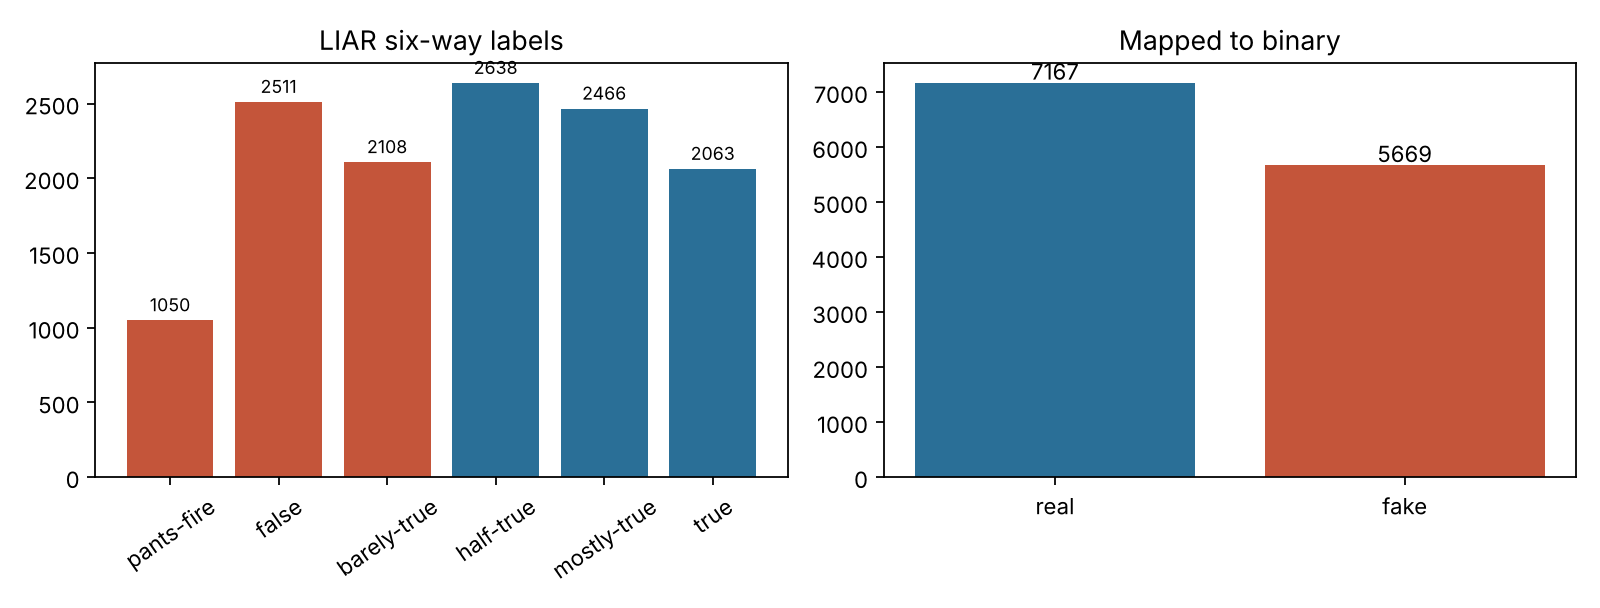 LIAR six-way labels
2638
2511
2466
2108
2063
1050
2500
2000
1500
1000
500
0
pants-fire
false
barely-true
half-true
mostly-true
true
Mapped to binary
7167
5669
7000
6000
5000
4000
3000
2000
1000
0
real
fake